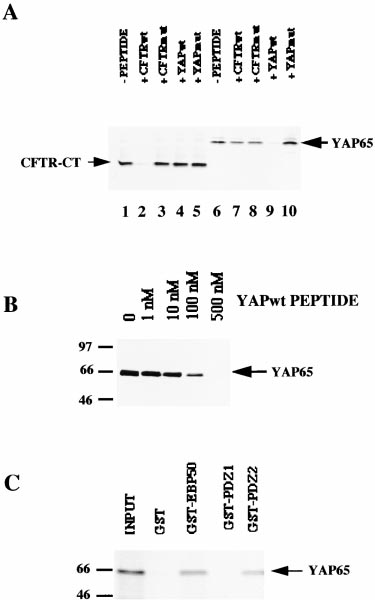 A
- PEPTIDE
+ CFTRwt
+ CFTRmut
+ YAPwt
+ YAPmut
- PEPTIDE
+ CFTRwt
+ CFTRmut
+ YAPwt
+ YAPmut
YAP65
CFTR-CT
1 2 3 4 5 6 7 8 9 10
B
0
1 nM
10 nM
100 nM
500 nM
YAPwt PEPTIDE
97
66
46
YAP65
C
INPUT
GST
GST-EBP50
GST-PDZ1
GST-PDZ2
66
46
YAP65